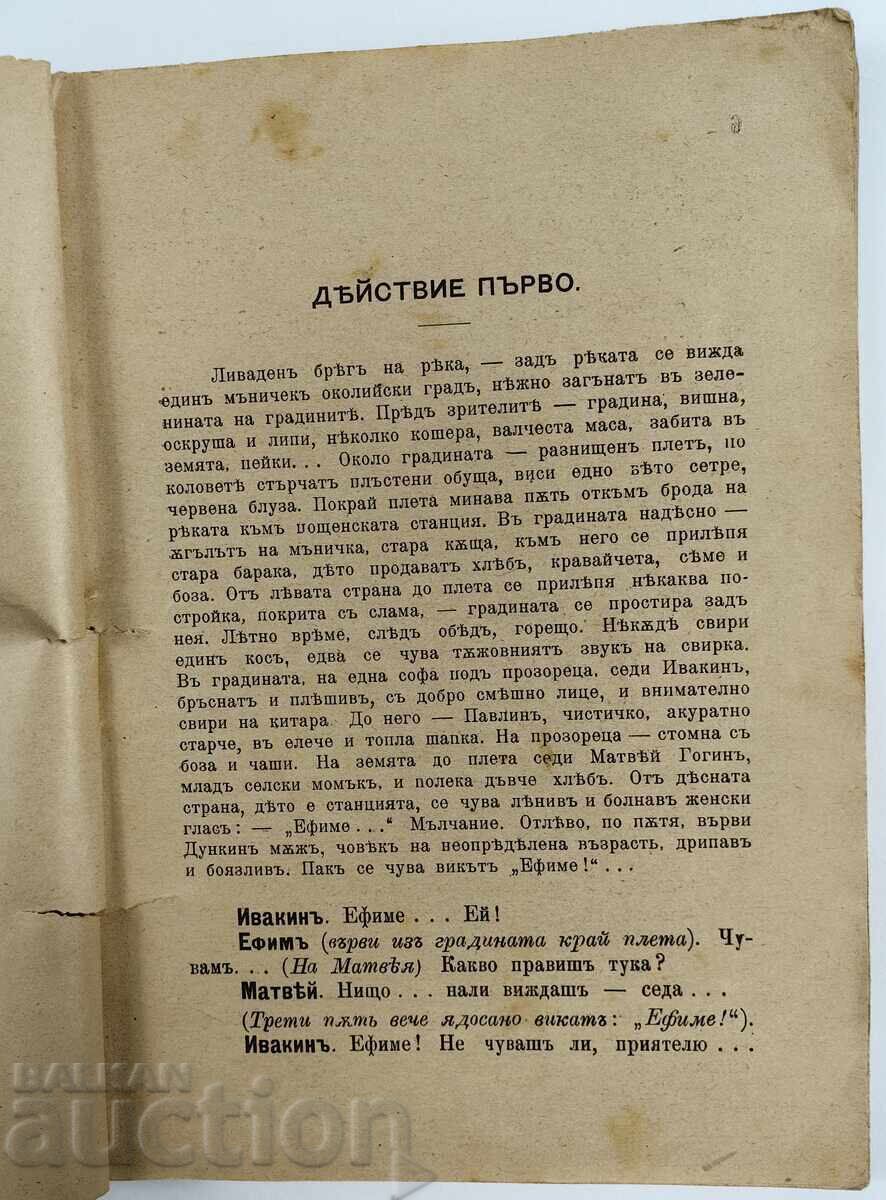 ДѢЙСТВИЕ ПЪРВО.
Ливаденъ брѣгъ на рѣка, — задъ рѣката се вижда
единъ мъничекъ околийски градъ, нѣжно загънатъ въ зеле-
нината на градинитѣ. Прѣдъ зрителитѣ — градина, вишна,
оскруша и липи, нѣколко кошера, валчеста маса, забита въ
земята, пейки... Около градината — разнищенъ плетъ, по
коловетѣ стърчатъ плъстени обуща, виси едно вѣто сетре,
червена блуза. Покрай плета минава пѫть откъмъ брода на
рѣката къмъ пощенската станция. Въ градината надѣсно —
ѫгълътъ на мъничка, стара кѫща, къмъ него се прилѣпя
стара барака, дѣто продаватъ хлѣбъ, кравайчета, сѣме и
боза. Отъ лѣвата страна до плета се прилѣпя нѣкаква по-
стройка, покрита съ слама, — градината се простира задъ
нея. Лѣтно врѣме, слѣдъ обѣдъ, горещо. Нѣкѫдѣ свири
единъ косъ, едва се чува тѫжовниятъ звукъ на свирка.
Въ градината, на една софа подъ прозореца, седи Ивакинъ,
бръснатъ и плѣшивъ, съ добро смѣшно лице, и внимателно
свири на китара. До него — Павлинъ, чистичко, акуратно
старче, въ елече и топла шапка. На прозореца — стомна съ
боза и чаши. На земята до плета седи Матвѣй Гогинъ,
младъ селски момъкъ, и полека дъвче хлѣбъ. Отъ дѣсната
страна, дѣто е станцията, се чува лѣнивъ и болнавъ женски
гласъ: — „Ефиме...“ Мълчание. Отлѣво, по пѫтя, върви
Дункинъ мѫжъ, човѣкъ на неопрѣдѣлена възрасть, дрипавъ
и боязливъ. Пакъ се чува викътъ „Ефиме!“...
Ивакинъ. Ефиме... Ей!
Ефимъ (върви изъ градината край плета). Чу-
вамъ... (На Матвѣя) Какво правишъ тука?
Матвѣй. Нищо... нали виждашъ — седа...
(Трети пѫть вече ядосано викатъ: „Ефиме!“).
Ивакинъ. Ефиме! Не чувашъ ли, приятелю...
BALKAN
auction